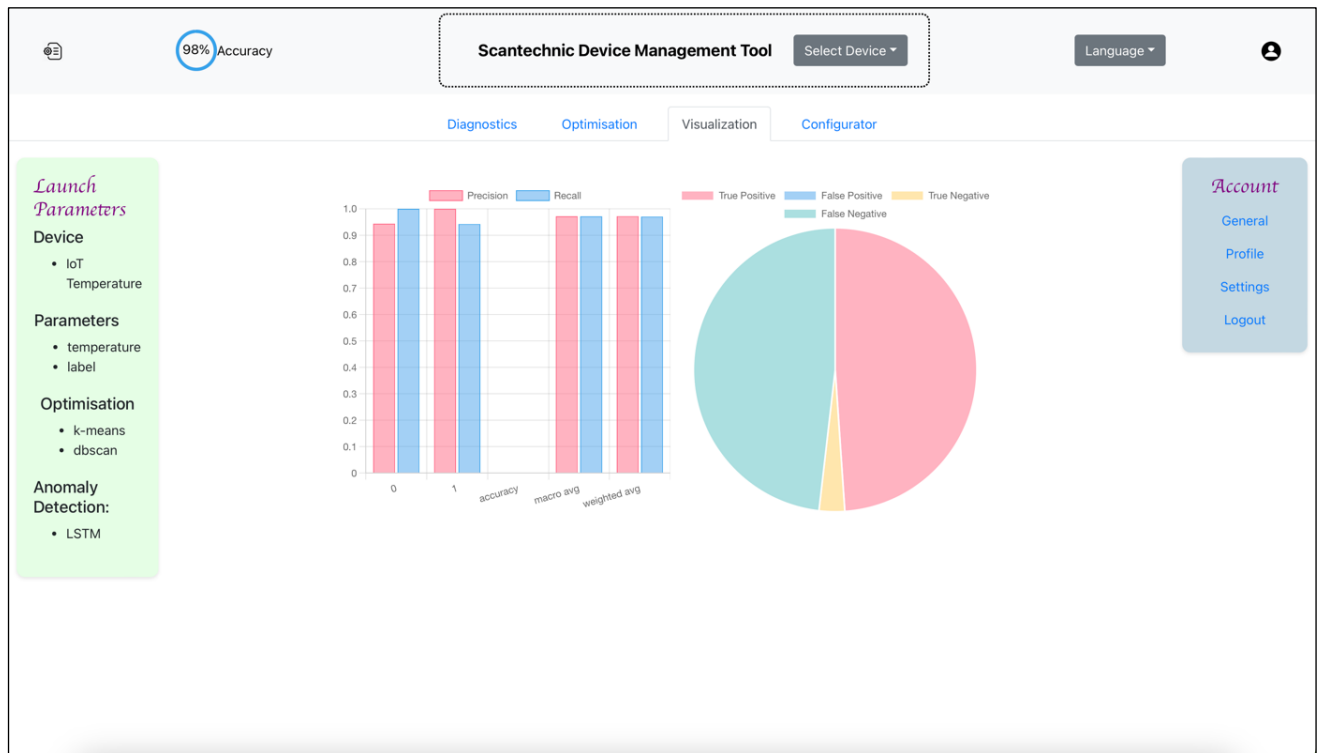 98% Accuracy
Scantechnic Device Management Tool
Select Device
Language
Diagnostics
Optimisation
Visualization
Configurator
Launch
Parameters
Device
• IoT
Temperature
Parameters
• temperature
• label
Optimisation
• k-means
• dbscan
Anomaly
Detection:
• LSTM
Precision
Recall
1.0
0.9
0.8
0.7
0.6
0.5
0.4
0.3
0.2
0.1
0
0
1
accuracy
macro avg
weighted avg
True Positive
False Positive
True Negative
False Negative
Account
General
Profile
Settings
Logout